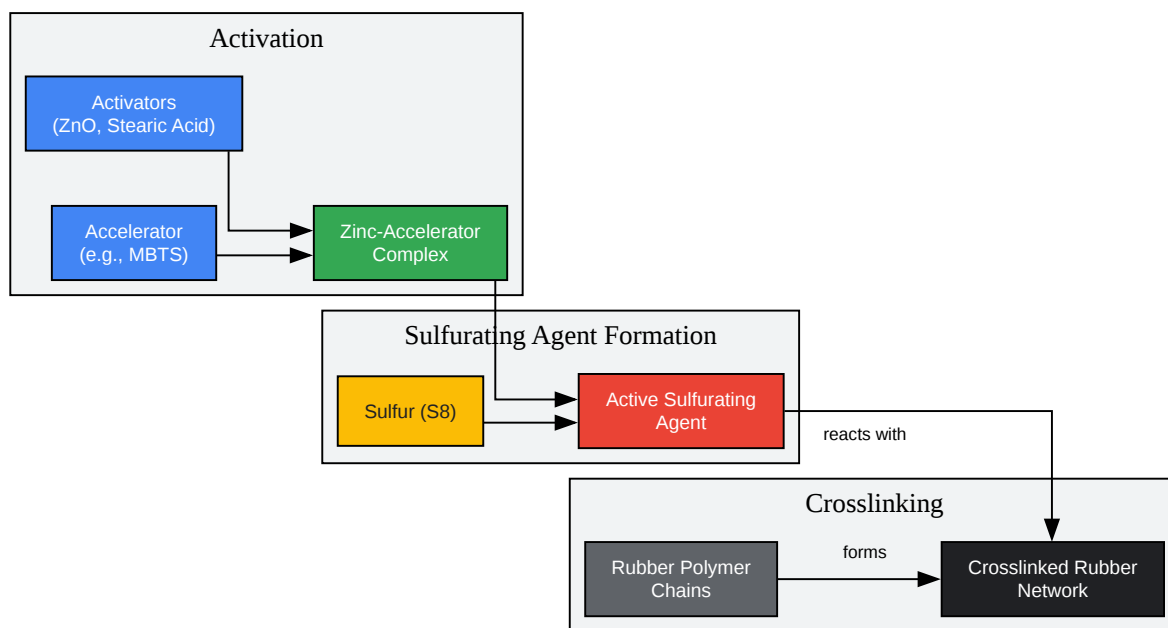 Activation
Activators
(ZnO, Stearic Acid)
Accelerator
(e.g., MBTS)
Zinc-Accelerator
Complex
Sulfurating Agent Formation
Sulfur (S8)
Active Sulfurating
Agent
reacts with
Crosslinking
Rubber Polymer
Chains
forms
Crosslinked Rubber
Network